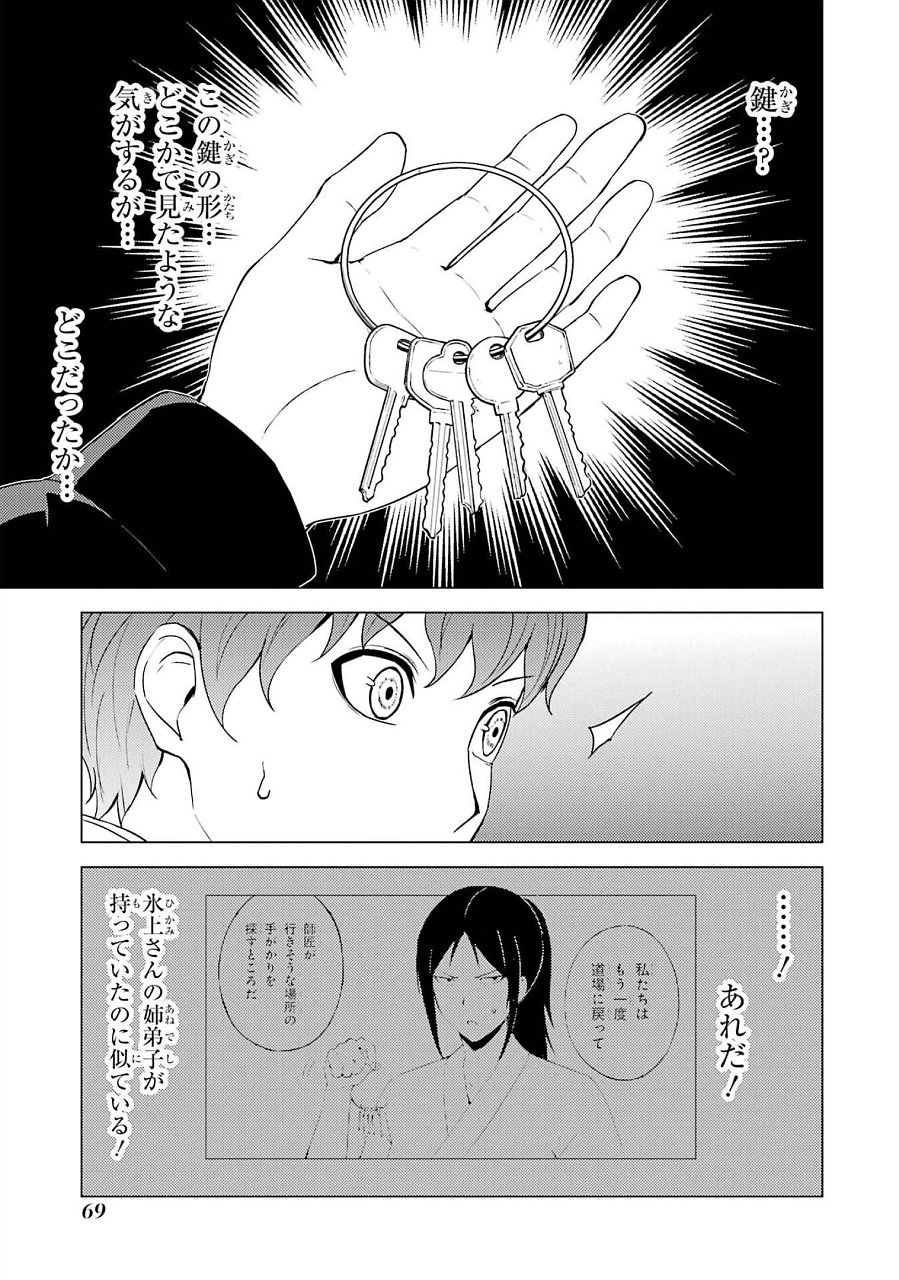 鍵…?
この鍵の形…
どこかで見たような
気がするが…
どこだったか…
……!
あれだ!
私たちは
もう一度
道場に戻って
師匠が
行きそうな場所の
手がかりを
探すところだ
氷上さんの姉弟子が
持っていたのに似ている!
69